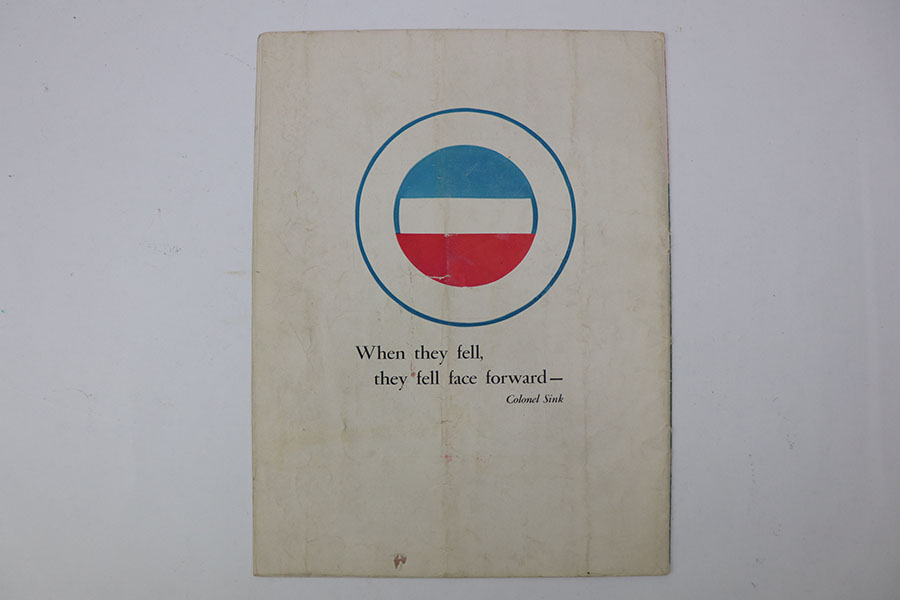 When they fell,
they fell face forward—
Colonel Sink